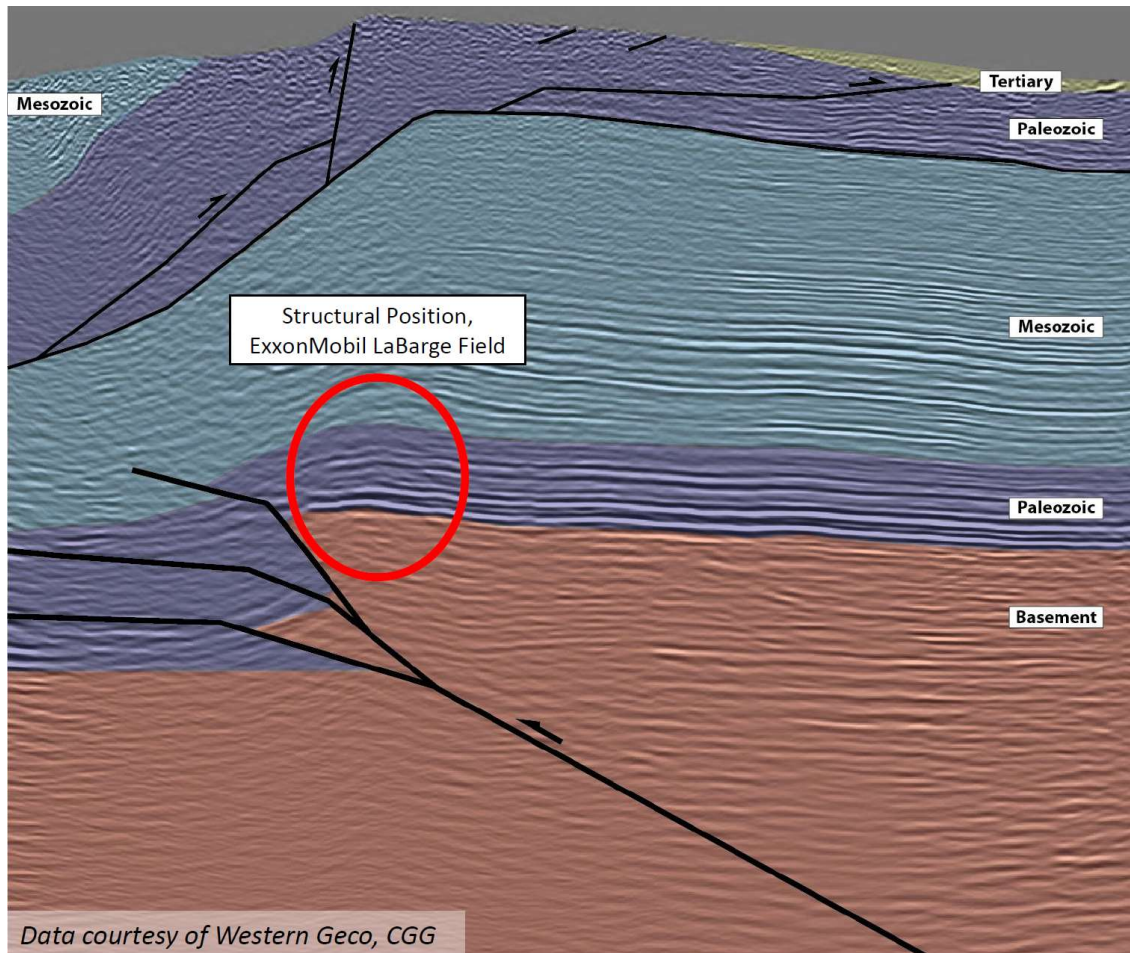 Mesozoic
Tertiary
Paleozoic
Structural Position,
ExxonMobil LaBarge Field
Mesozoic
Paleozoic
Basement
Data courtesy of Western Geco, CGG